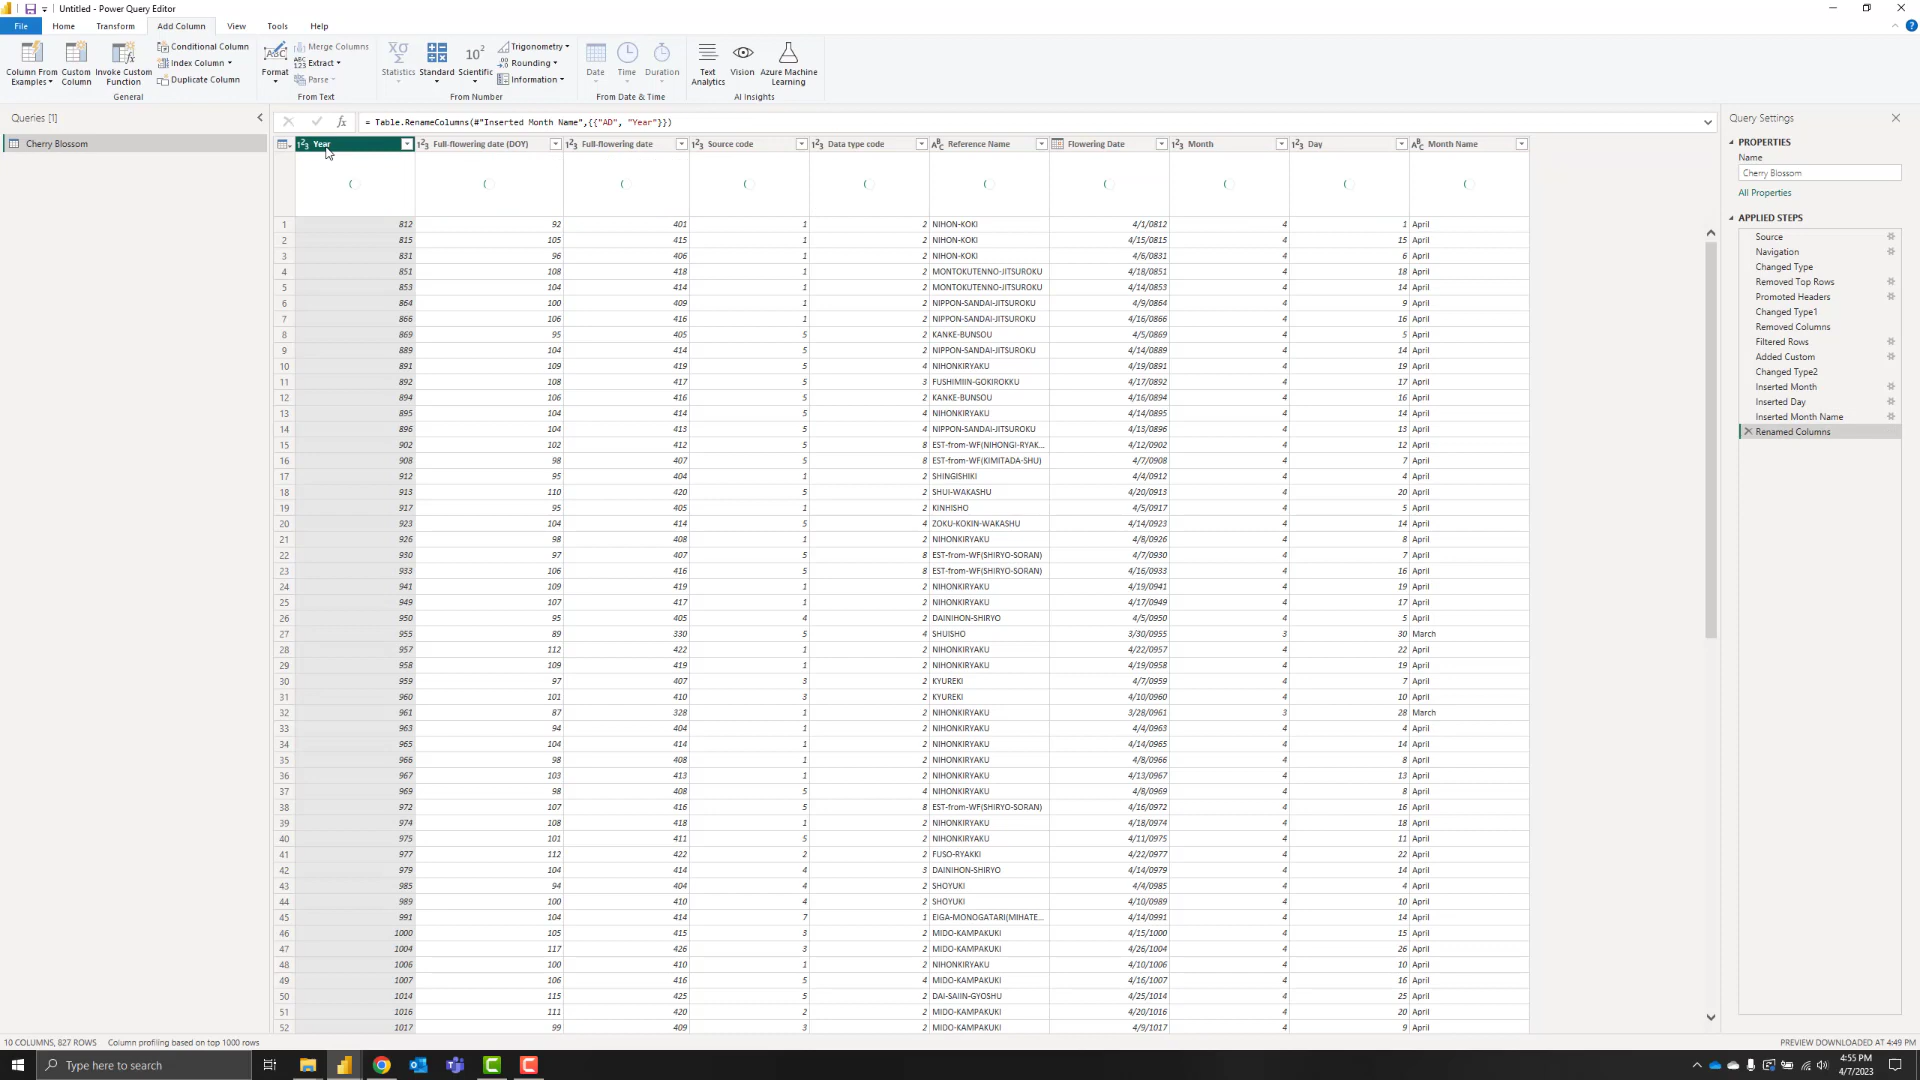 Untitled - Power Query Editor
File Home Transform Add Column View Tools Help
Column From Examples Custom Column Invoke Custom Function
Conditional Column
Index Column
Duplicate Column
General
Format
Merge Columns
Extract
Parse
From Text
Statistics Standard Scientific
Trigonometry
Rounding
Information
From Number
Date Time Duration
From Date & Time
Text Analytics Vision Azure Machine Learning
AI Insights
Queries [1]
Cherry Blossom
= Table.RenameColumns(#"Inserted Month Name",{{"AD", "Year"}})
Year Full-flowering date (DOY) Full-flowering date Source code Data type code Reference Name Flowering Date Month Day Month Name
1 812 92 401 1 2 NIHON-KOKI 4/1/0812 4 1 April
2 815 105 415 1 2 NIHON-KOKI 4/15/0815 4 15 April
3 831 96 406 1 2 NIHON-KOKI 4/6/0831 4 6 April
4 851 108 418 1 2 MONTOKUTENNO-JITSUROKU 4/18/0851 4 18 April
5 853 104 414 1 2 MONTOKUTENNO-JITSUROKU 4/14/0853 4 14 April
6 864 100 409 1 2 NIPPON-SANDAI-JITSUROKU 4/9/0864 4 9 April
7 866 106 416 1 2 NIPPON-SANDAI-JITSUROKU 4/16/0866 4 16 April
8 869 95 405 5 2 KANKE-BUNSOU 4/5/0869 4 5 April
9 889 104 414 5 2 NIPPON-SANDAI-JITSUROKU 4/14/0889 4 14 April
10 891 109 419 5 4 NIHONKIRYAKU 4/19/0891 4 19 April
11 892 108 417 5 3 FUSHIMIIN-GOKIROKKU 4/17/0892 4 17 April
12 894 106 416 5 2 KANKE-BUNSOU 4/16/0894 4 16 April
13 895 104 414 5 4 NIHONKIRYAKU 4/14/0895 4 14 April
14 896 104 413 5 4 NIPPON-SANDAI-JITSUROKU 4/13/0896 4 13 April
15 902 102 412 5 8 EST-from-WF(NIHONGI-RYAK... 4/12/0902 4 12 April
16 908 98 407 5 8 EST-from-WF(KIMITADA-SHU) 4/7/0908 4 7 April
17 912 95 404 1 2 SHINGISHIKI 4/4/0912 4 4 April
18 913 110 420 5 2 SHUI-WAKASHU 4/20/0913 4 20 April
19 917 95 405 1 2 KINHISHO 4/5/0917 4 5 April
20 923 104 414 5 4 ZOKU-KOKIN-WAKASHU 4/14/0923 4 14 April
21 926 98 408 1 2 NIHONKIRYAKU 4/8/0926 4 8 April
22 930 97 407 5 8 EST-from-WF(SHIRYO-SORAN) 4/7/0930 4 7 April
23 933 106 416 5 8 EST-from-WF(SHIRYO-SORAN) 4/16/0933 4 16 April
24 941 109 419 1 2 NIHONKIRYAKU 4/19/0941 4 19 April
25 949 107 417 1 2 NIHONKIRYAKU 4/17/0949 4 17 April
26 950 95 405 4 2 DAINIHON-SHIRYO 4/5/0950 4 5 April
27 955 89 330 5 4 SHUISHO 3/30/0955 3 30 March
28 957 112 422 1 2 NIHONKIRYAKU 4/22/0957 4 22 April
29 958 109 419 1 2 NIHONKIRYAKU 4/19/0958 4 19 April
30 959 97 407 3 2 KYUREKI 4/7/0959 4 7 April
31 960 101 410 3 2 KYUREKI 4/10/0960 4 10 April
32 961 87 328 1 2 NIHONKIRYAKU 3/28/0961 3 28 March
33 963 94 404 1 2 NIHONKIRYAKU 4/4/0963 4 4 April
34 965 104 414 1 2 NIHONKIRYAKU 4/14/0965 4 14 April
35 966 98 408 1 2 NIHONKIRYAKU 4/8/0966 4 8 April
36 967 103 413 1 2 NIHONKIRYAKU 4/13/0967 4 13 April
37 969 98 408 5 4 NIHONKIRYAKU 4/8/0969 4 8 April
38 972 107 416 5 8 EST-from-WF(SHIRYO-SORAN) 4/16/0972 4 16 April
39 974 108 418 1 2 NIHONKIRYAKU 4/18/0974 4 18 April
40 975 101 411 5 2 NIHONKIRYAKU 4/11/0975 4 11 April
41 977 112 422 2 2 FUSO-RYAKKI 4/22/0977 4 22 April
42 979 104 414 4 3 DAINIHON-SHIRYO 4/14/0979 4 14 April
43 985 94 404 4 2 SHOYUKI 4/4/0985 4 4 April
44 989 100 410 4 2 SHOYUKI 4/10/0989 4 10 April
45 991 104 414 7 1 EIGA-MONOGATARI(MIHATE... 4/14/0991 4 14 April
46 1000 105 415 3 2 MIDO-KAMPAKUKI 4/15/1000 4 15 April
47 1004 117 426 3 2 MIDO-KAMPAKUKI 4/26/1004 4 26 April
48 1006 100 410 1 2 NIHONKIRYAKU 4/10/1006 4 10 April
49 1007 106 416 5 4 MIDO-KAMPAKUKI 4/16/1007 4 16 April
50 1014 115 425 5 2 DAI-SAIIN-GYOSHU 4/25/1014 4 25 April
51 1016 111 420 2 2 MIDO-KAMPAKUKI 4/20/1016 4 20 April
52 1017 99 409 3 2 MIDO-KAMPAKUKI 4/9/1017 4 9 April
Query Settings
PROPERTIES
Name
Cherry Blossom
All Properties
APPLIED STEPS
Source
Navigation
Changed Type
Removed Top Rows
Promoted Headers
Changed Type1
Removed Columns
Filtered Rows
Added Custom
Changed Type2
Inserted Month
Inserted Day
Inserted Month Name
Renamed Columns
10 COLUMNS, 827 ROWS Column profiling based on top 1000 rows
PREVIEW DOWNLOADED AT 4:49 PM
Type here to search
4:55 PM
4/7/2023